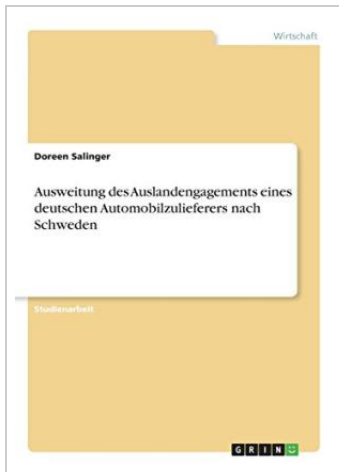 Wirtschaft
Doreen Salinger
Ausweitung des Auslandengagements eines
deutschen Automobilzulieferers nach
Schweden
Studienarbeit
GRIN